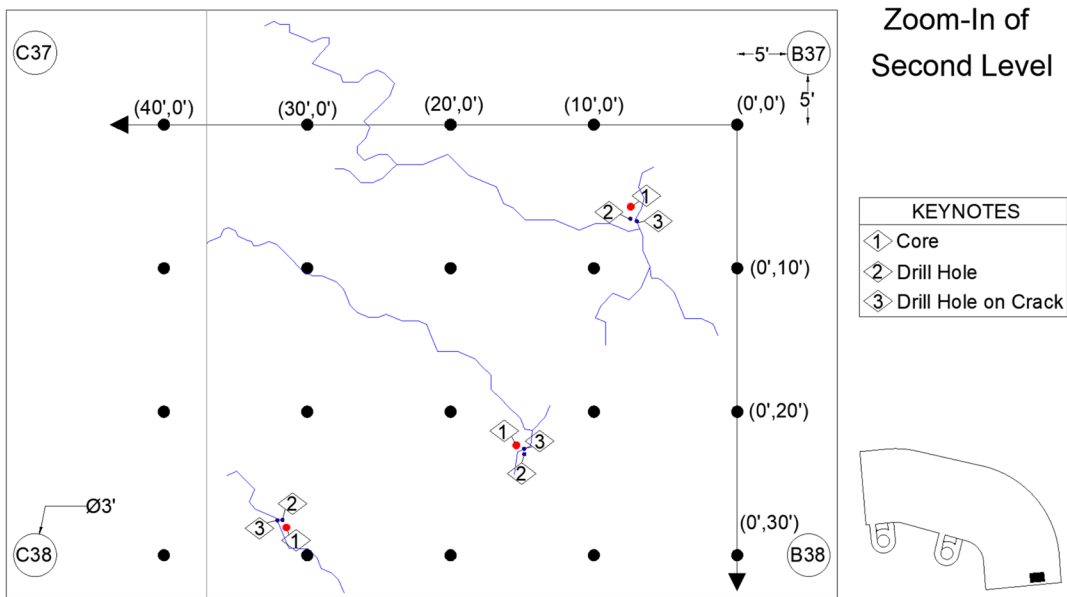 Zoom-In of
Second Level
C37
5'
B37
5'
(40',0')
(30',0')
(20',0')
(10',0')
(0',0')
1
2
3
(0',10')
KEYNOTES
1 Core
2 Drill Hole
3 Drill Hole on Crack
(0',20')
1
3
2
Ø3'
2
3
1
(0',30')
C38
B38